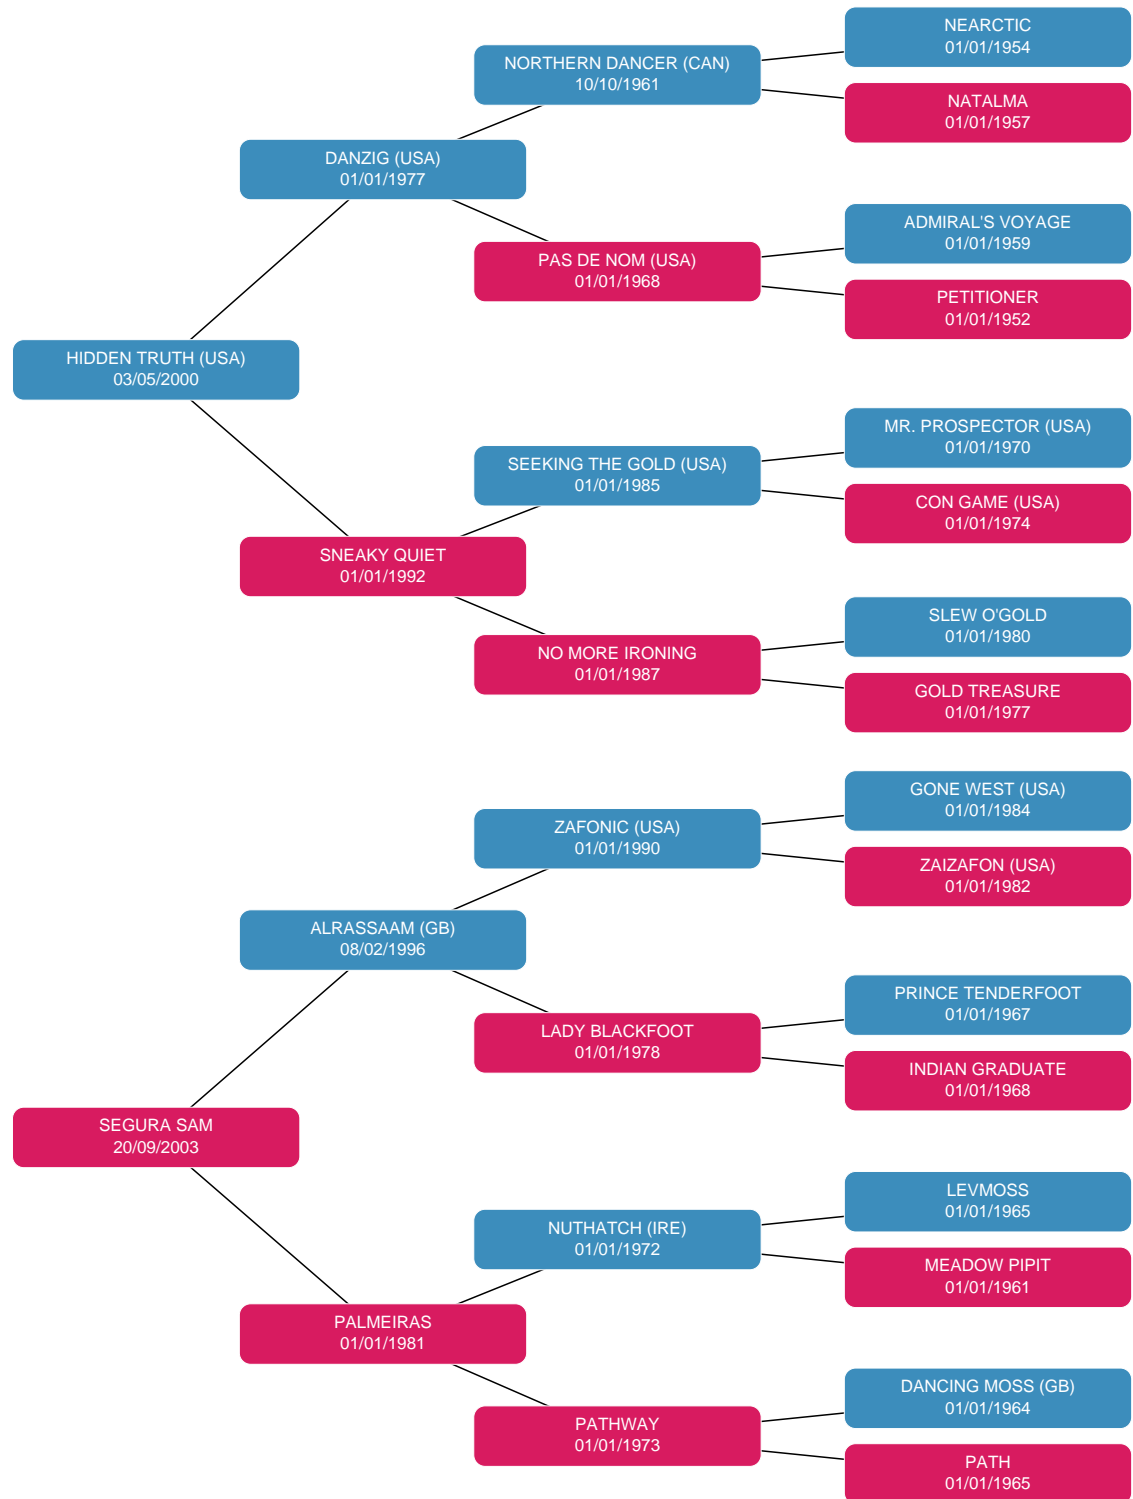 NEARCTIC
01/01/1954
NORTHERN DANCER (CAN)
10/10/1961
NATALMA
01/01/1957
DANZIG (USA)
01/01/1977
ADMIRAL'S VOYAGE
01/01/1959
PAS DE NOM (USA)
01/01/1968
PETITIONER
01/01/1952
HIDDEN TRUTH (USA)
03/05/2000
MR. PROSPECTOR (USA)
01/01/1970
SEEKING THE GOLD (USA)
01/01/1985
CON GAME (USA)
01/01/1974
SNEAKY QUIET
01/01/1992
SLEW O'GOLD
01/01/1980
NO MORE IRONING
01/01/1987
GOLD TREASURE
01/01/1977
GONE WEST (USA)
01/01/1984
ZAFONIC (USA)
01/01/1990
ZAIZAFON (USA)
01/01/1982
ALRASSAAM (GB)
08/02/1996
PRINCE TENDERFOOT
01/01/1967
LADY BLACKFOOT
01/01/1978
INDIAN GRADUATE
01/01/1968
SEGURA SAM
20/09/2003
LEVMOSS
01/01/1965
NUTHATCH (IRE)
01/01/1972
MEADOW PIPIT
01/01/1961
PALMEIRAS
01/01/1981
DANCING MOSS (GB)
01/01/1964
PATHWAY
01/01/1973
PATH
01/01/1965